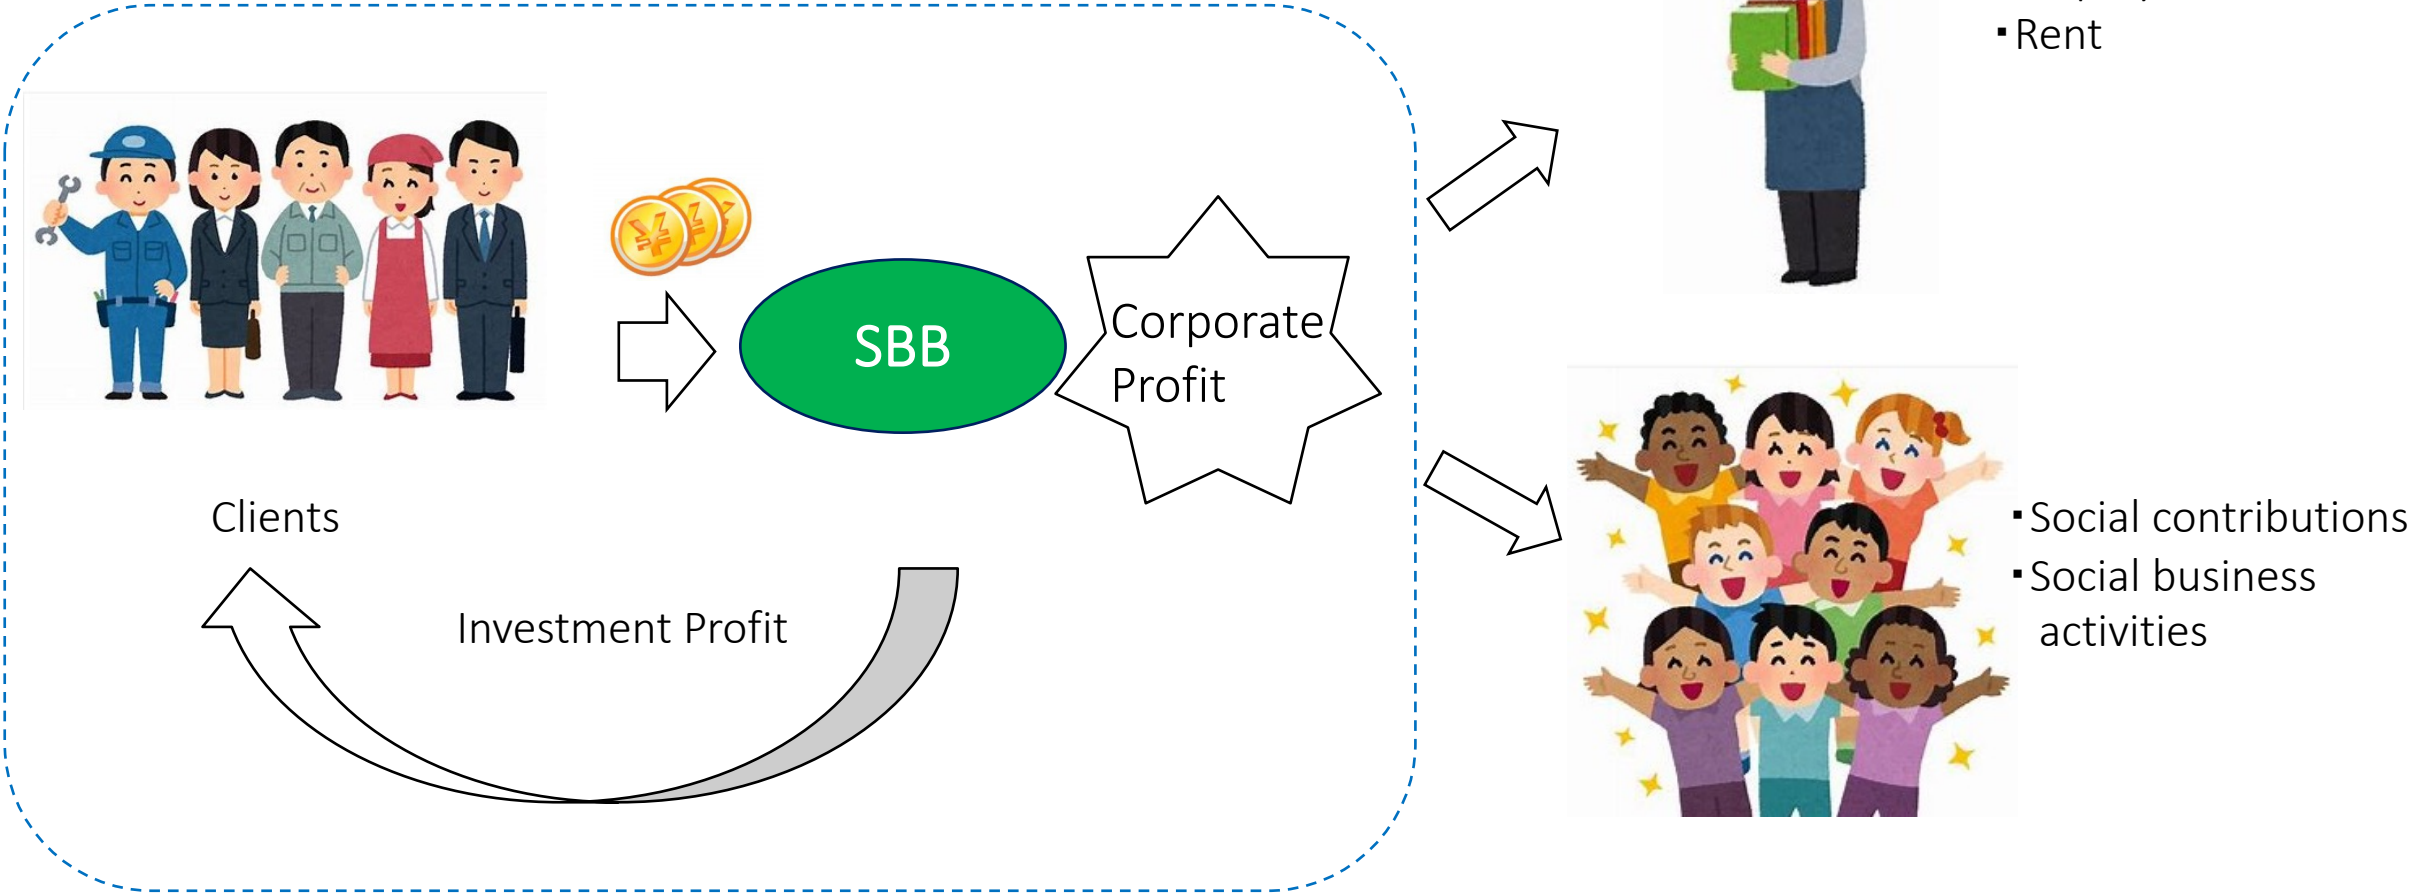 ▪Rent
SBB
Corporate
Profit
Clients
Investment Profit
▪Social contributions
▪Social business
activities